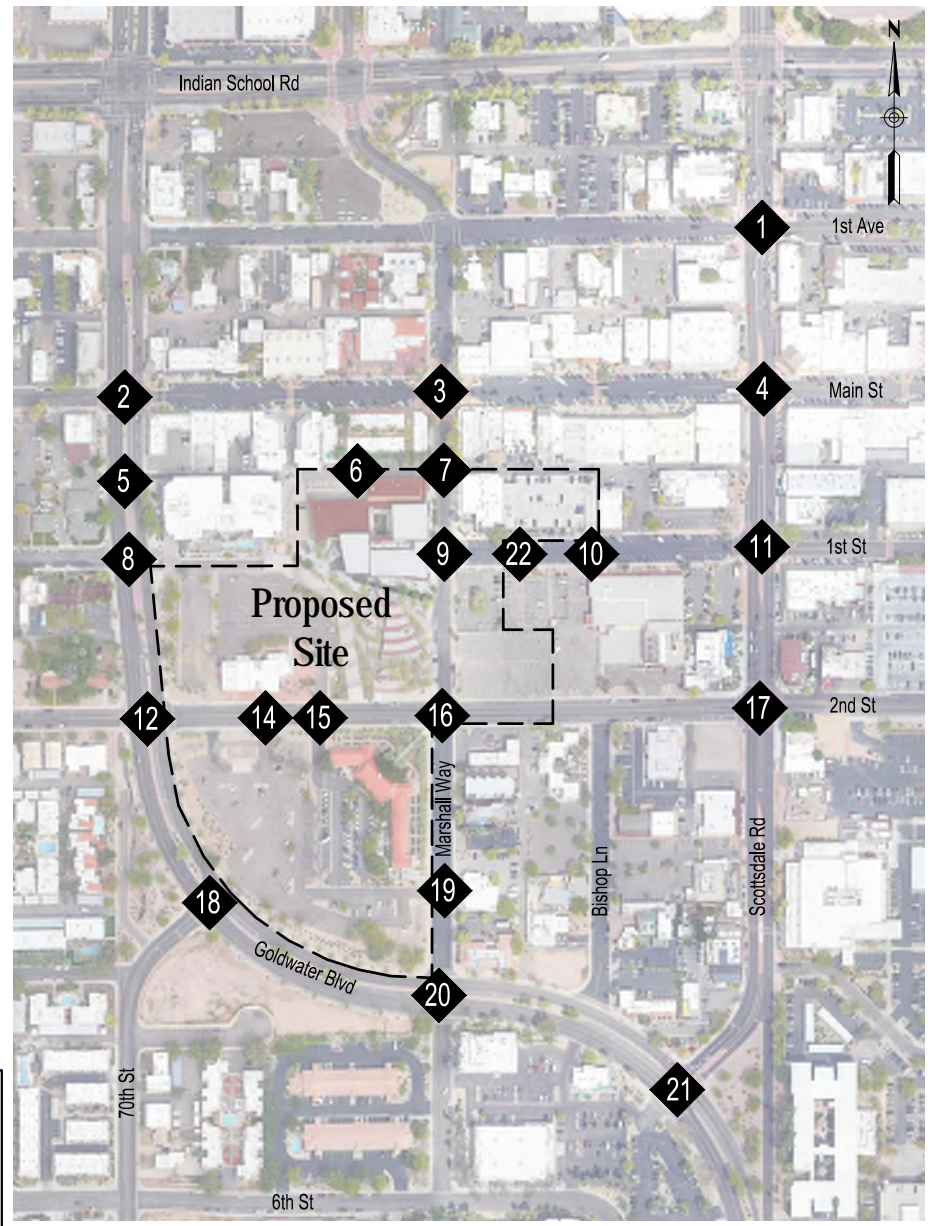 N
Indian School Rd
1
1st Ave
2
3
4
Main St
5
6
7
8
9
22
10
11
1st St
Proposed
Site
12
14
15
16
17
2nd St
Marshall Way
Bishop Ln
Scottsdale Rd
18
19
Goldwater Blvd
20
21
70th St
6th St